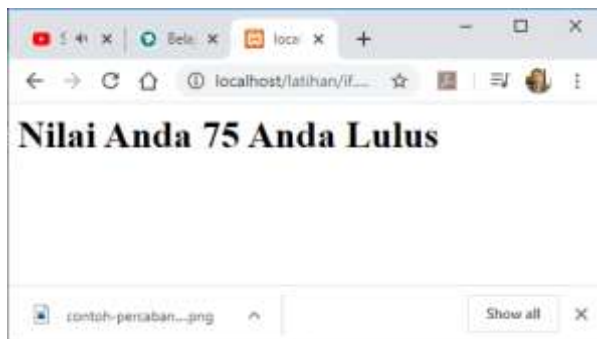 Bela
loca
localhost/latihan/if...
Nilai Anda 75 Anda Lulus
contoh-percaban....png
Show all